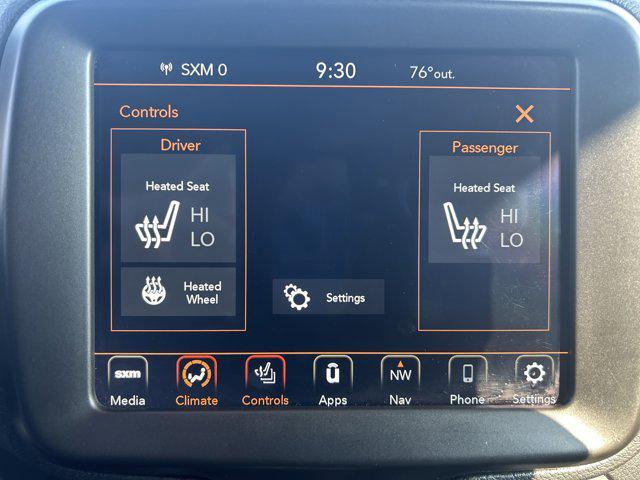 SXM 0 9:30 76°out.
Controls
Driver
Passenger
Heated Seat
HI
LO
Heated Seat
HI
LO
Heated
Wheel
Settings
sxm
NW
Media Climate Controls Apps Nav Phone Settings